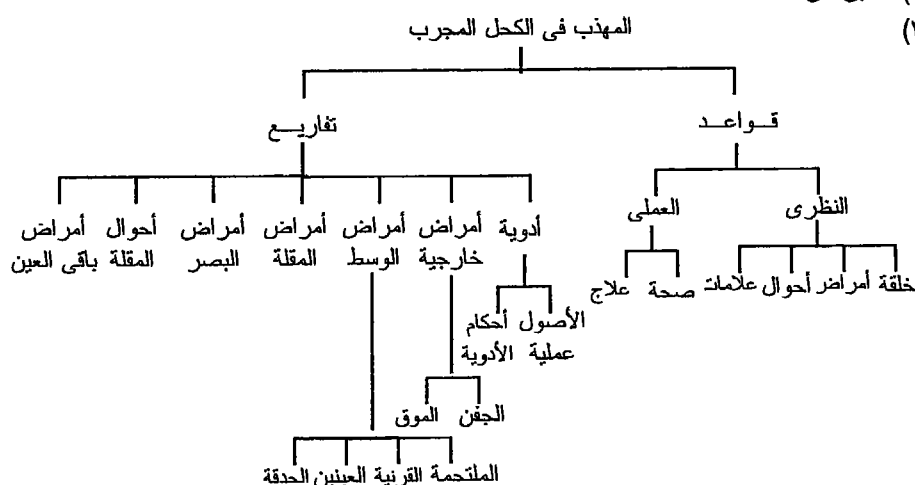 المهذب فى الكحل المجرب
قواعد
تفاريع
النظرى
العملى
خلقة
أمراض
أحوال
علامات
صحة
علاج
أدوية
أمراض
خارجية
أمراض
الوسط
أمراض
المقلة
أمراض
البصر
أحوال
المقلة
أمراض
باقى العين
الأصول
عملية
أحكام
الأدوية
الجفن
الموق
الملتحمة
القرنية
العينين
الحدقة